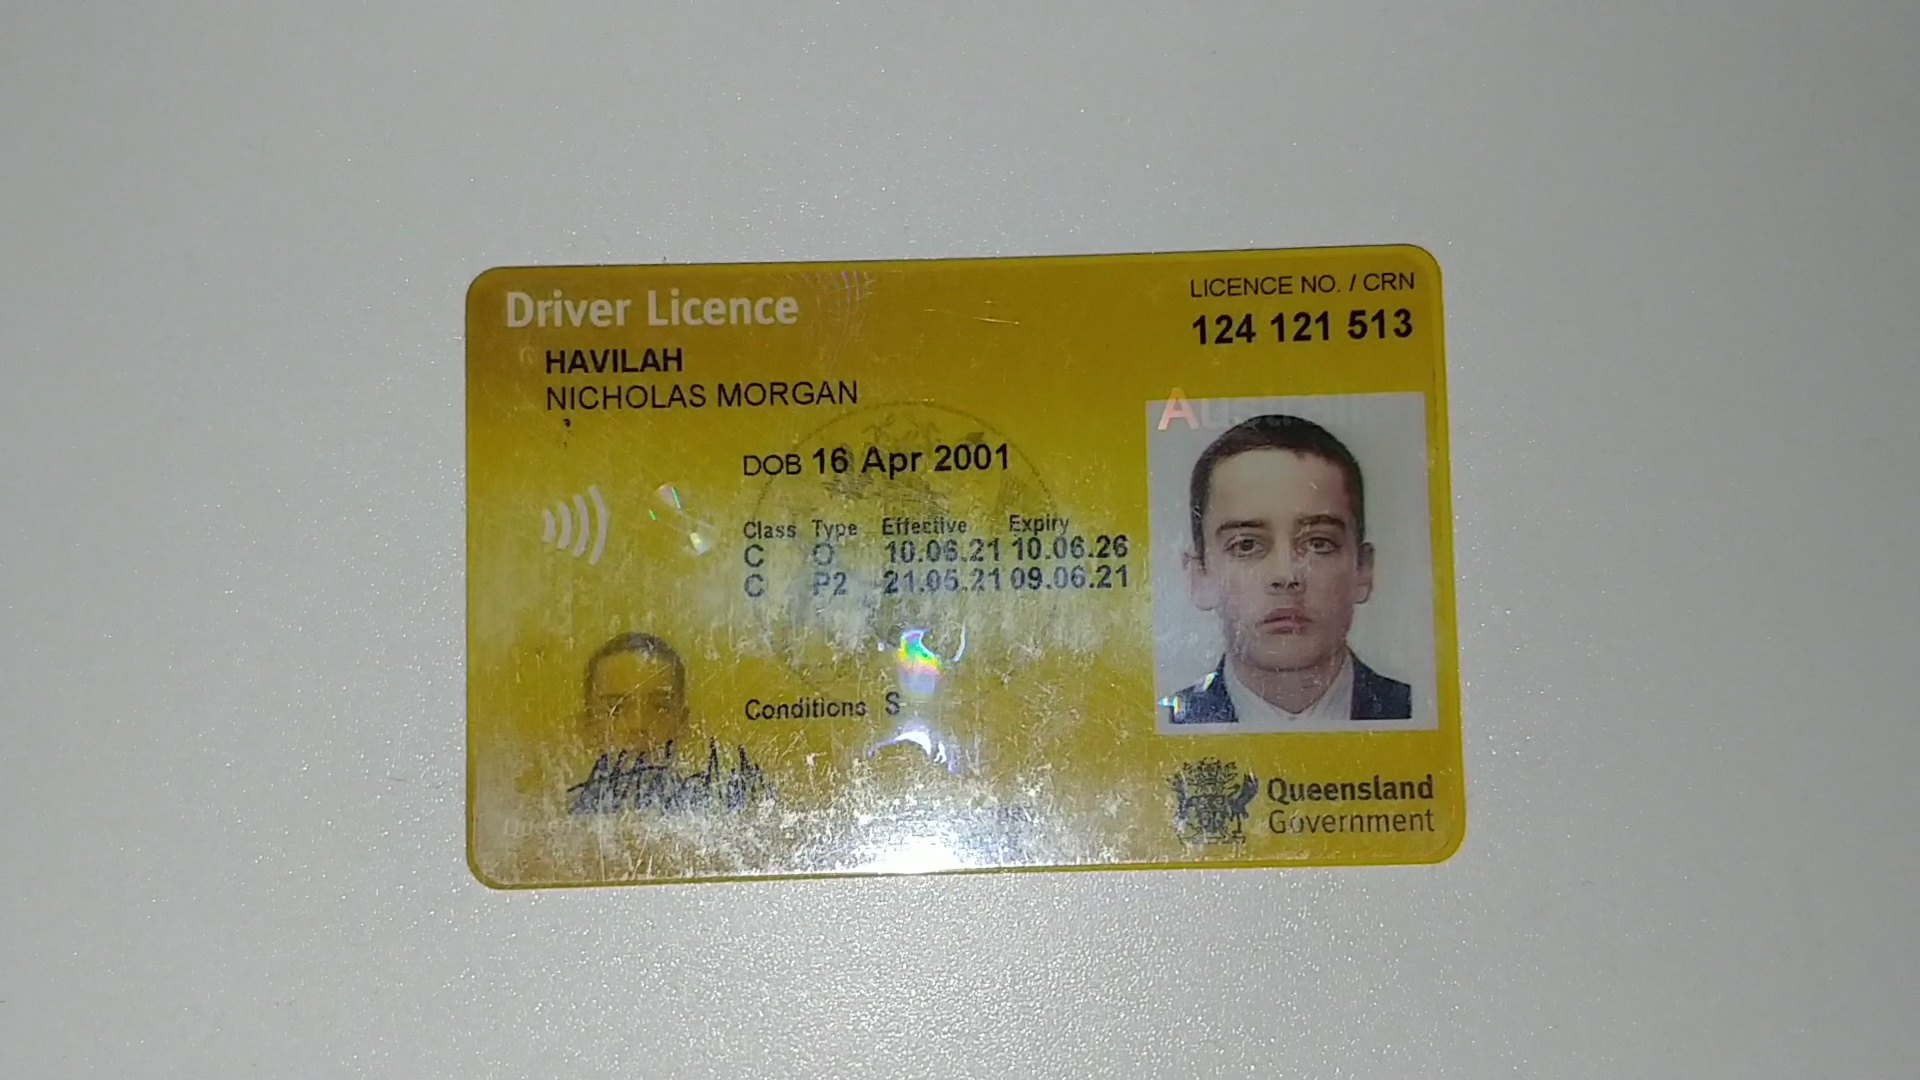 Driver Licence
LICENCE NO. / CRN
124 121 513
HAVILAH
NICHOLAS MORGAN
Australia
DOB 16 Apr 2001
Class Type Effective Expiry
C O 10.06.21 10.06.26
C P2 21.05.21 09.06.21
Conditions S
Queensland
Government